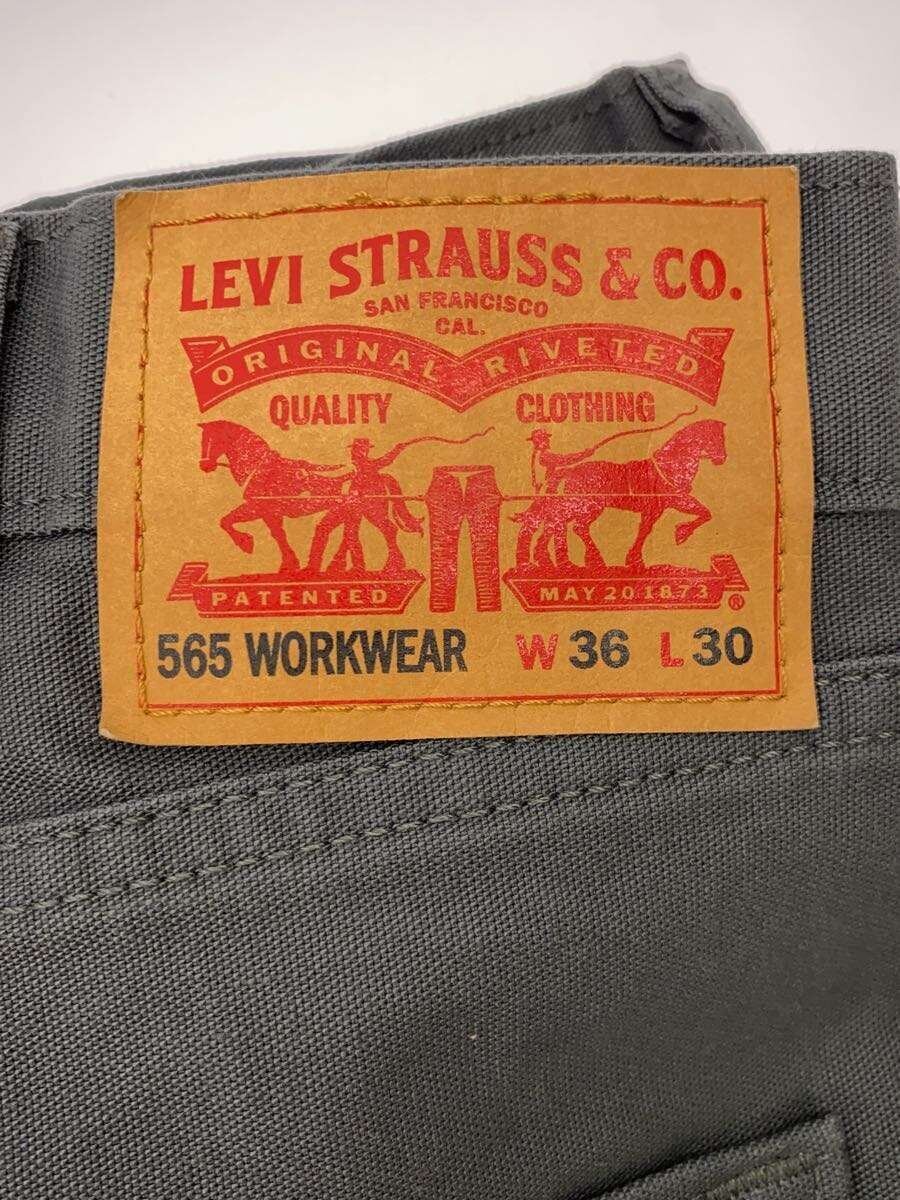 LEVI STRAUSS & CO.
SAN FRANCISCO
CAL.
ORIGINAL RIVETED
QUALITY CLOTHING
PATENTED MAY 20 1873 ®
565 WORKWEAR W 36 L 30